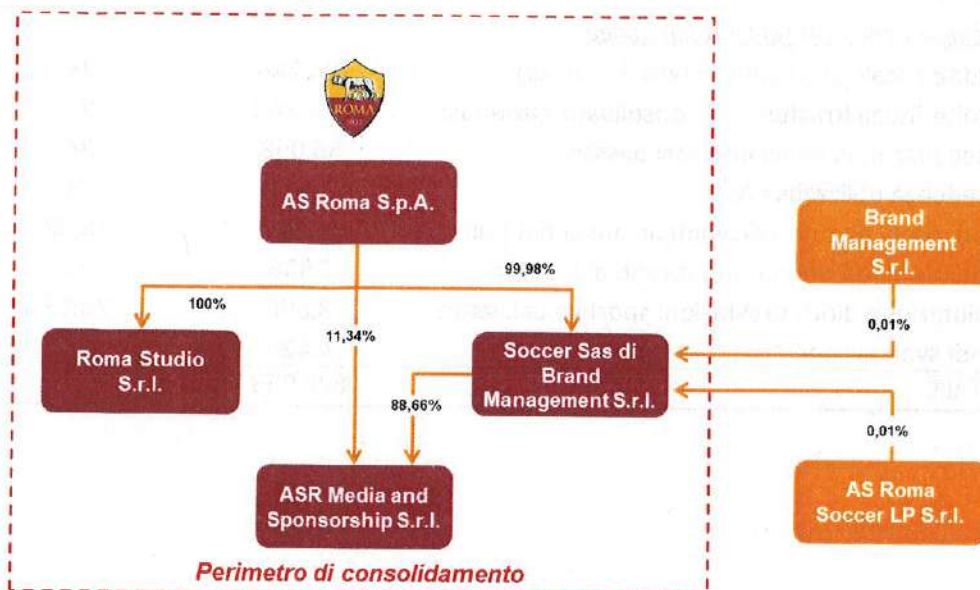 ROMA
AS Roma S.p.A.
Brand
Management
S.r.l.
99,98%
100%
11,34%
0,01%
Roma Studio
S.r.l.
Soccer Sas di
Brand
Management S.r.l.
88,66%
0,01%
ASR Media and
Sponsorship S.r.l.
AS Roma
Soccer LP S.r.l.
Perimetro di consolidamento